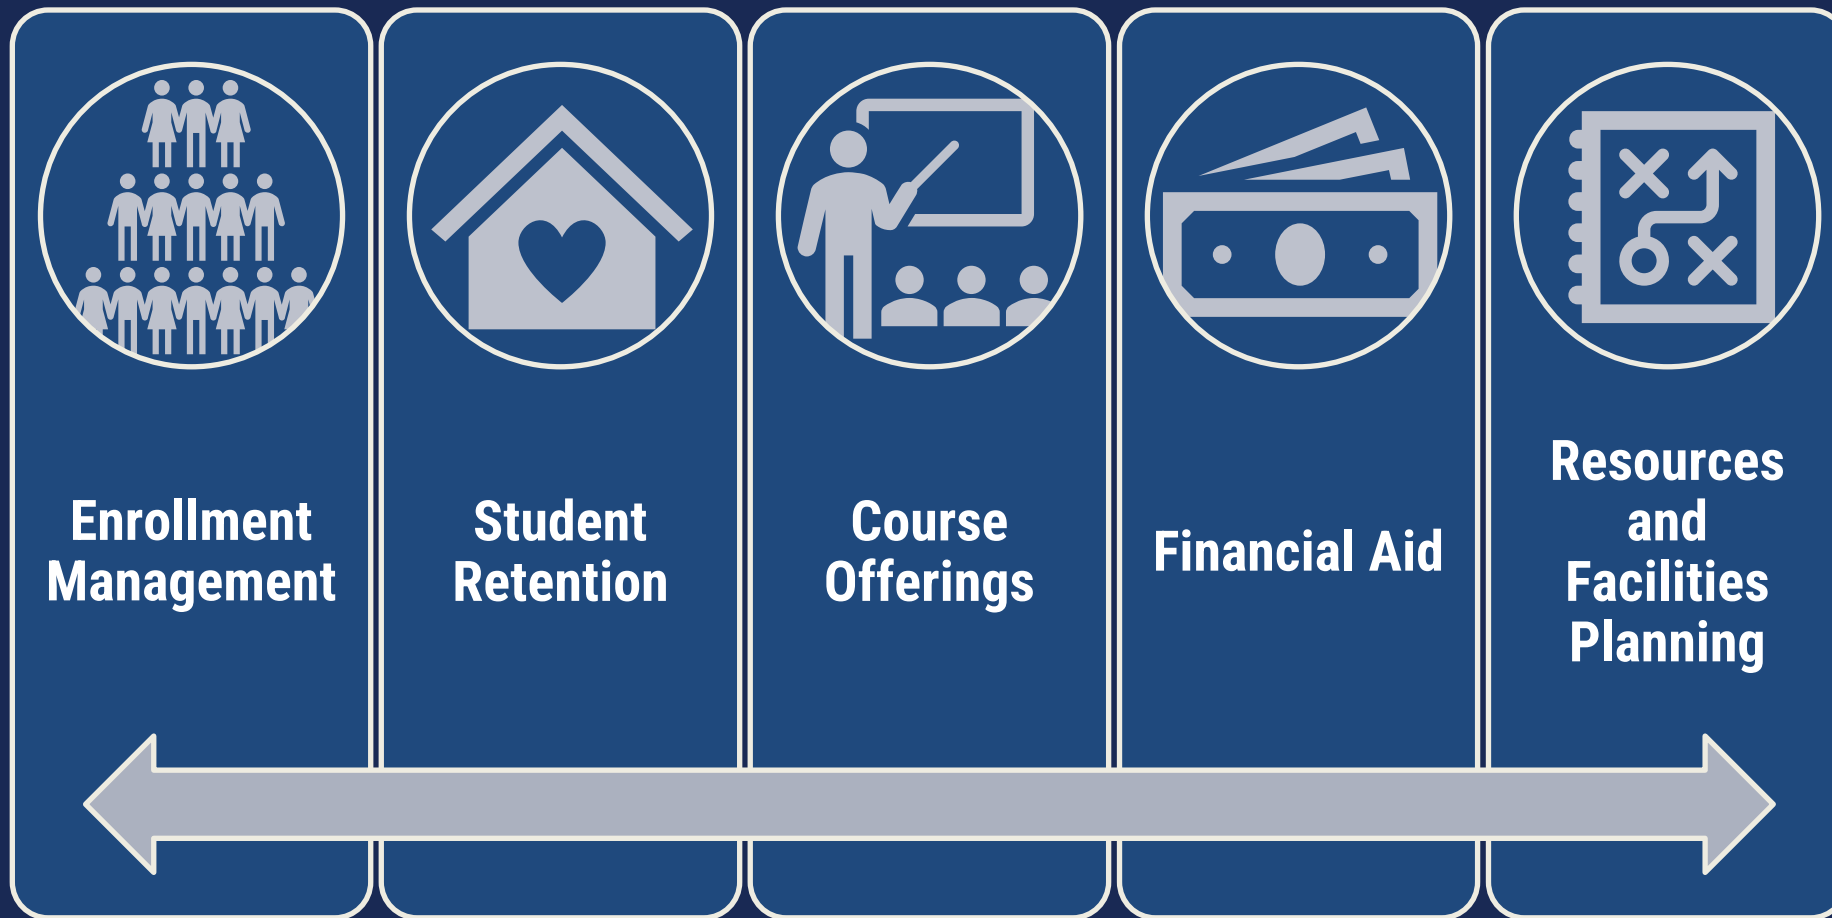 Enrollment
Management
Student
Retention
Course
Offerings
Financial Aid
Resources
and
Facilities
Planning